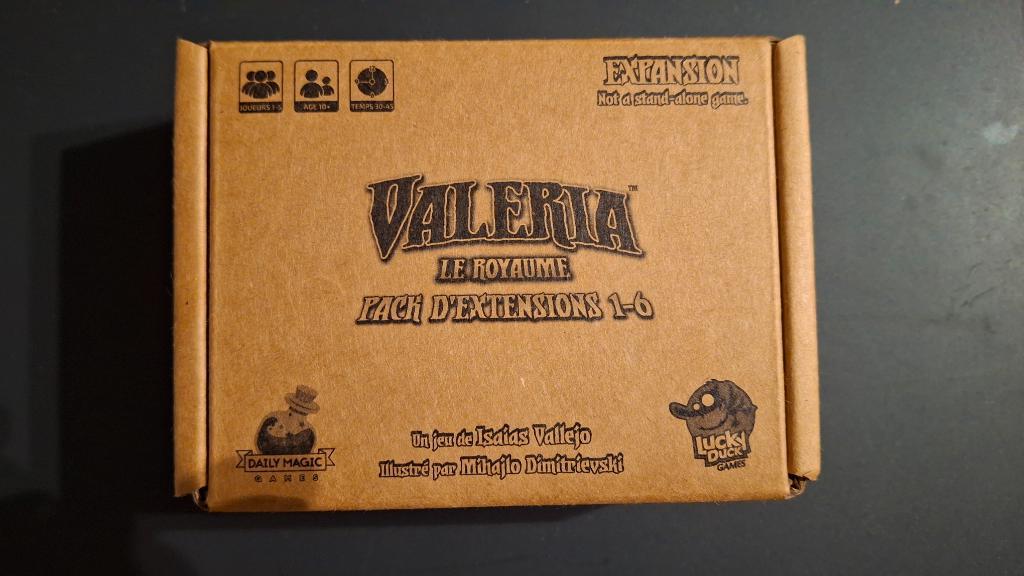 JOUEURS 1-5
AGE 10+
TEMPS 30-45
EXPANSION
Not a stand-alone game.
VALERIA™
LE ROYAUME
PACK D'EXTENSIONS 1-6
Un jeu de Isaias Vallejo
Illustré par Mihajlo Dimitrievski
DAILY MAGIC
GAMES
LUCKY
DUCK
GAMES